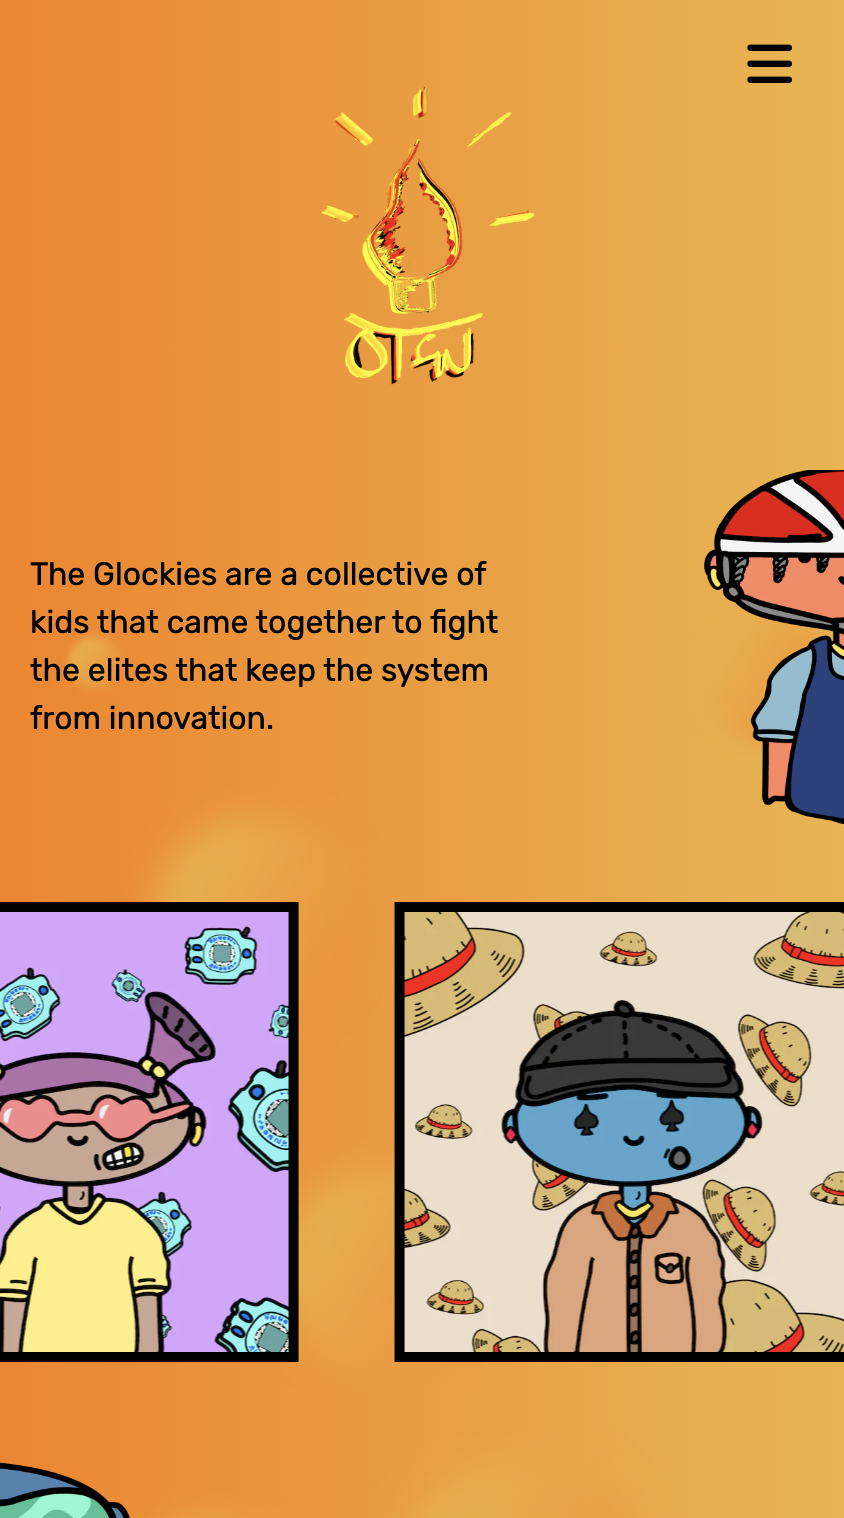 The Glockies are a collective of
kids that came together to fight
the elites that keep the system
from innovation.